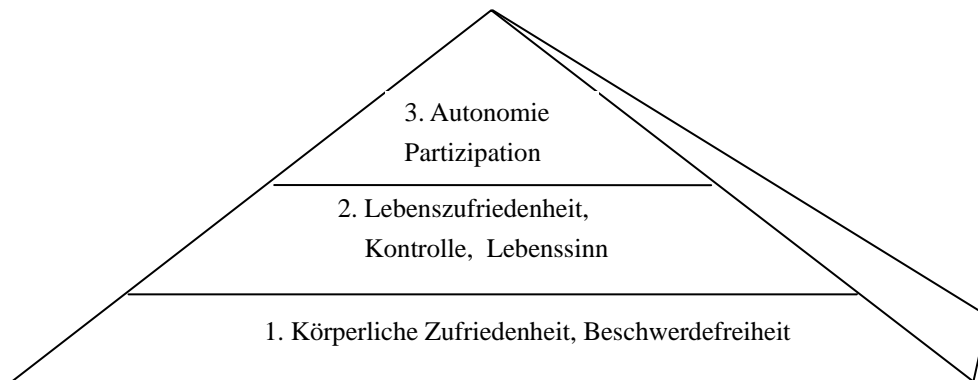 3. Autonomie
Partizipation
2. Lebenszufriedenheit,
Kontrolle, Lebenssinn
1. Körperliche Zufriedenheit, Beschwerdefreiheit